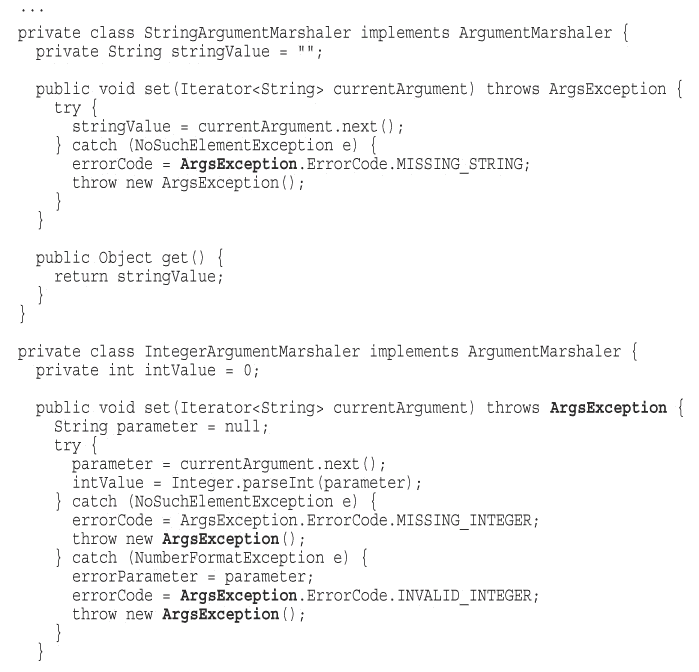 ...
private class StringArgumentMarshaler implements ArgumentMarshaler {
  private String stringValue = "";

  public void set(Iterator<String> currentArgument) throws ArgsException {
    try {
      stringValue = currentArgument.next();
    } catch (NoSuchElementException e) {
      errorCode = ArgsException.ErrorCode.MISSING_STRING;
      throw new ArgsException();
    }
  }

  public Object get() {
    return stringValue;
  }
}

private class IntegerArgumentMarshaler implements ArgumentMarshaler {
  private int intValue = 0;

  public void set(Iterator<String> currentArgument) throws ArgsException {
    String parameter = null;
    try {
      parameter = currentArgument.next();
      intValue = Integer.parseInt(parameter);
    } catch (NoSuchElementException e) {
      errorCode = ArgsException.ErrorCode.MISSING_INTEGER;
      throw new ArgsException();
    } catch (NumberFormatException e) {
      errorParameter = parameter;
      errorCode = ArgsException.ErrorCode.INVALID_INTEGER;
      throw new ArgsException();
    }
  }